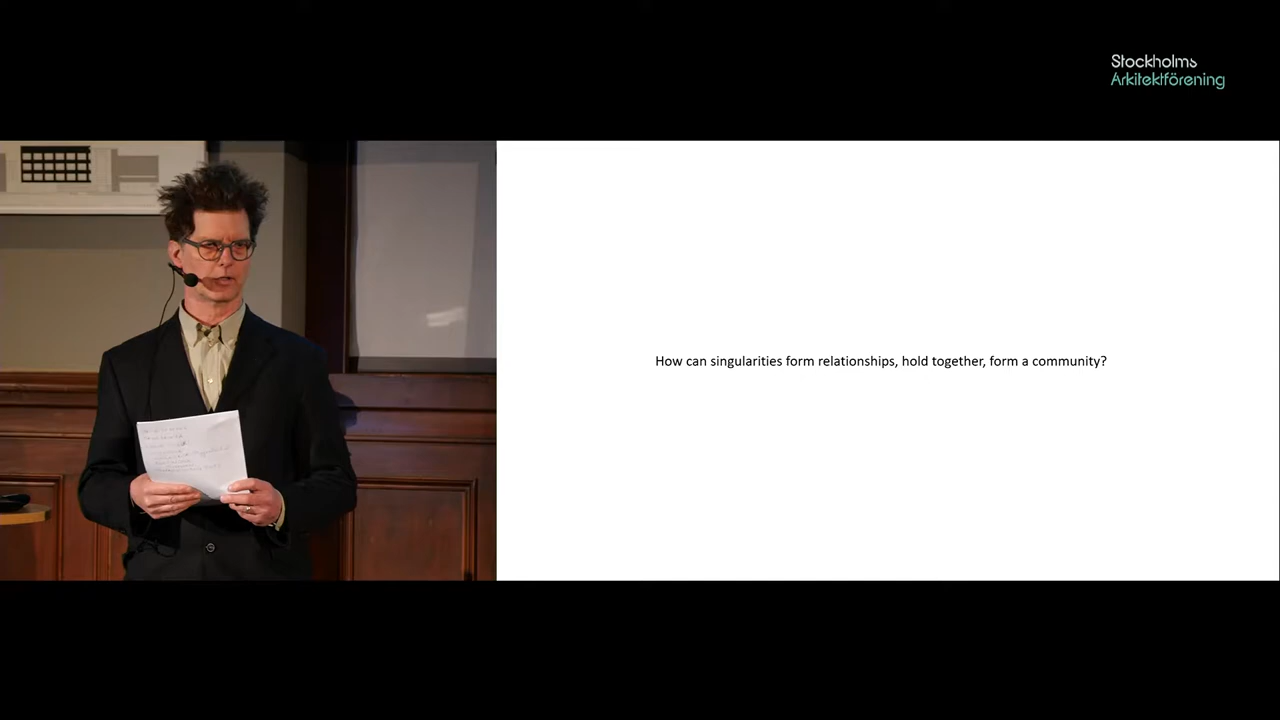 Stockholms
Arkitektförening
How can singularities form relationships, hold together, form a community?